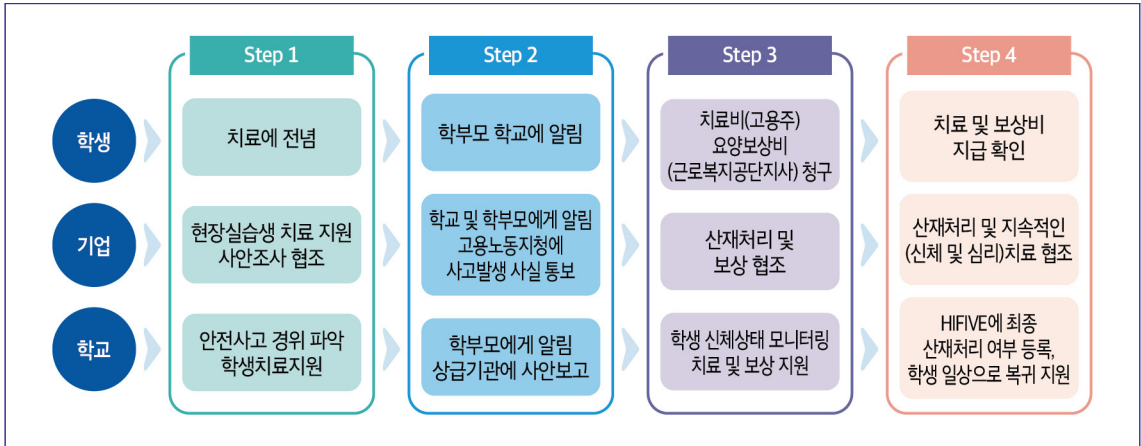 Step 1
Step 2
Step 3
Step 4
학생
치료에 전념
학부모 학교에 알림
치료비(고용주)
요양보상비
(근로복지공단지사) 청구
치료 및 보상비
지급 확인
기업
현장실습생 치료 지원
사안조사 협조
학교 및 학부모에게 알림
고용노동지청에
사고발생 사실 통보
산재처리 및
보상 협조
산재처리 및 지속적인
(신체 및 심리)치료 협조
학교
안전사고 경위 파악
학생치료지원
학부모에게 알림
상급기관에 사안보고
학생 신체상태 모니터링
치료 및 보상 지원
HIFIVE에 최종
산재처리 여부 등록,
학생 일상으로 복귀 지원